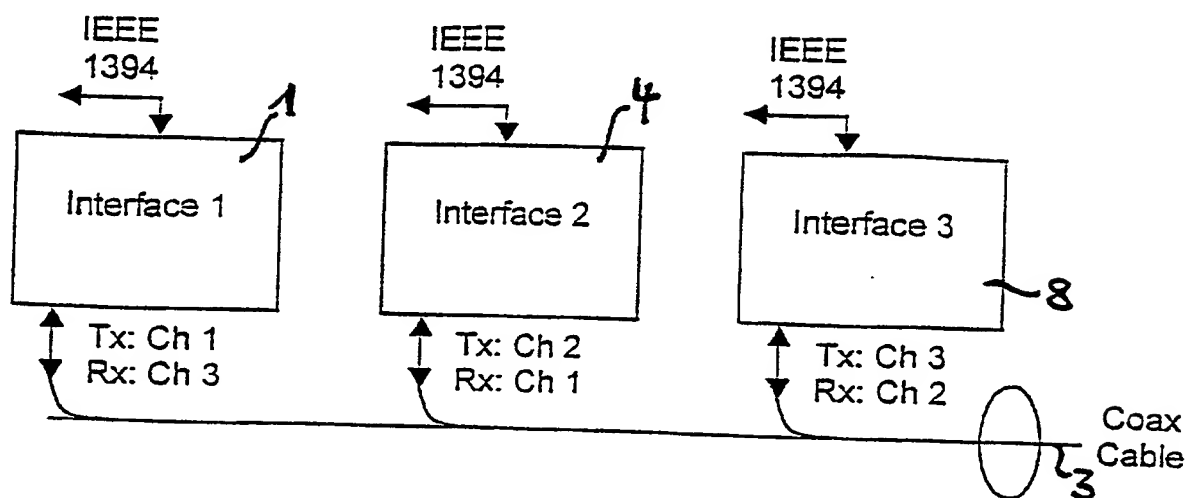 IEEE
1394
1
Interface 1
Tx: Ch 1
Rx: Ch 3
IEEE
1394
4
Interface 2
Tx: Ch 2
Rx: Ch 1
IEEE
1394
Interface 3
8
Tx: Ch 3
Rx: Ch 2
Coax
Cable
3